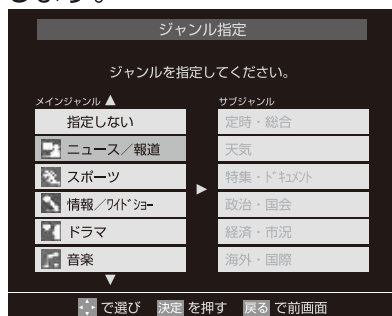 します。
ジャンル指定
ジャンルを指定してください。
メインジャンル ▲
サブジャンル
指定しない
定時・総合
ニュース／報道
天気
スポーツ
特集・ドキュメント
情報／ワイドショー
政治・国会
ドラマ
経済・市況
音楽
海外・国際
で選び 決定 を押す 戻る で前画面